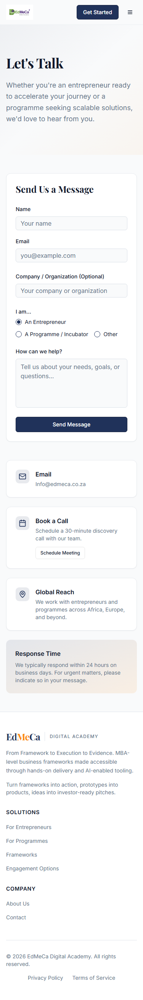 EdMeCa²
Online Academy
Get Started
Let's Talk
Whether you're an entrepreneur ready
to accelerate your journey or a
programme seeking scalable solutions,
we'd love to hear from you.
Send Us a Message
Name
Your name
Email
you@example.com
Company / Organization (Optional)
Your company or organization
I am...
An Entrepreneur
A Programme / Incubator Other
How can we help?
Tell us about your needs, goals, or
questions...
Send Message
Email
Info@edmeca.co.za
Book a Call
Schedule a 30-minute discovery
call with our team.
Schedule Meeting
Global Reach
We work with entrepreneurs and
programmes across Africa, Europe,
and beyond.
Response Time
We typically respond within 24 hours on
business days. For urgent matters, please
indicate so in your message.
EdMeCa DIGITAL ACADEMY
From Framework to Execution to Evidence. MBA-
level business frameworks made accessible
through hands-on delivery and AI-enabled tooling.
Turn frameworks into action, prototypes into
products, ideas into investor-ready pitches.
SOLUTIONS
For Entrepreneurs
For Programmes
Frameworks
Engagement Options
COMPANY
About Us
Contact
© 2026 EdMeCa Digital Academy. All rights
reserved.
Privacy Policy Terms of Service